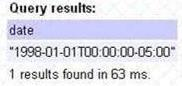 Query results:
date
"1998-01-01T00:00:00-05:00"
1 results found in 63 ms.